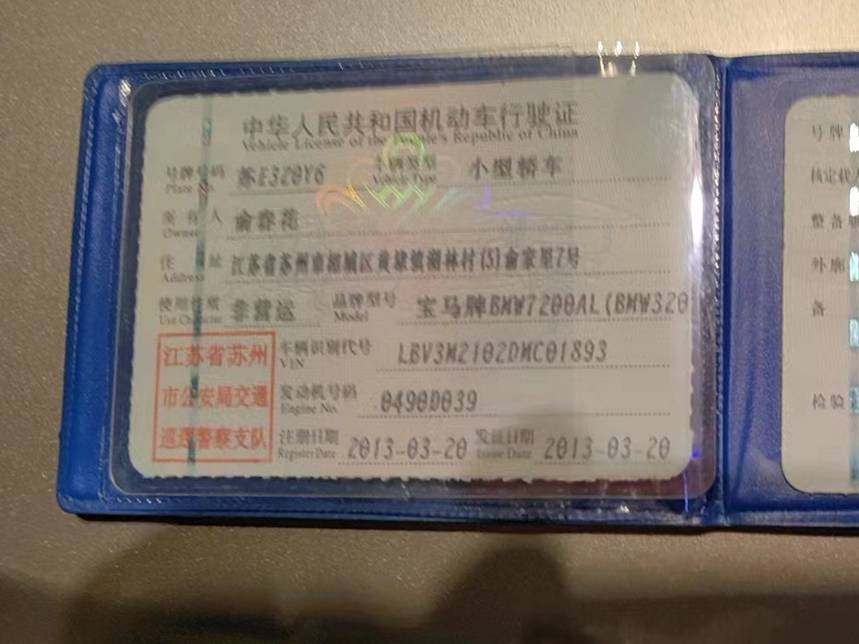 中华人民共和国机动车行驶证
Vehicle License of the People's Republic of China
号牌号码 苏E320Y6 车辆类型 小型轿车
Plate No. Vehicle Type
所有人 俞春花
Owner
住址 江苏省苏州市相城区黄埭镇湖林村(5)俞家里7号
Address
使用性质 非营运 品牌型号 宝马牌BMW7200AL(BMW320
Use Character Model
江苏省苏州
市公安局交通
巡逻警察支队
车辆识别代号 LBV3M2102DMC01893
VIN
发动机号码 0490D039
Engine No.
注册日期 2013-03-20 发证日期 2013-03-20
Register Date Issue Date
号牌
核定载
整备
外廓
备
检验